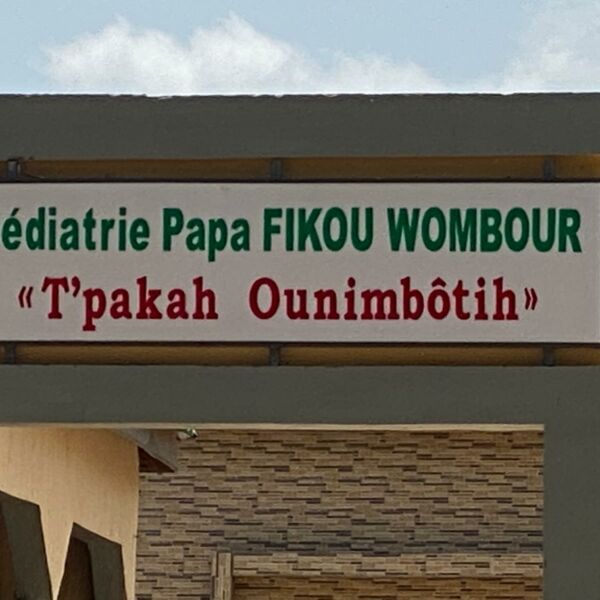 édiatrie Papa FIKOU WOMBOUR
«T'pakah Ounimbôtih»